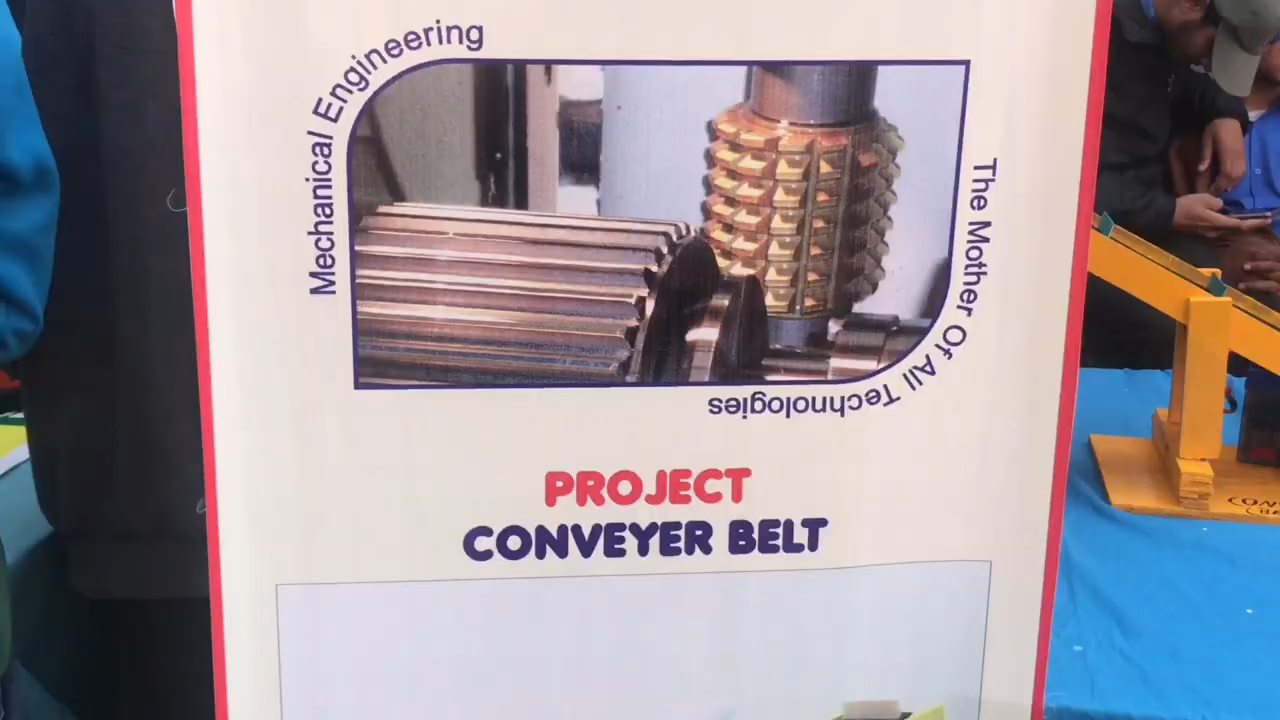 Mechanical Engineering
The Mother Of All Technologies
PROJECT
CONVEYER BELT